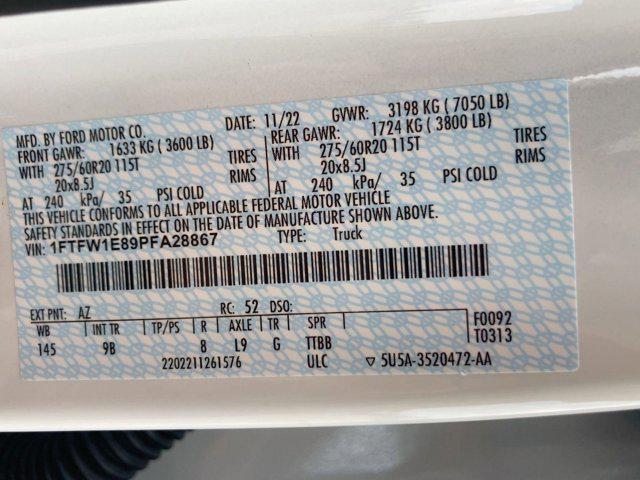 MFD. BY FORD MOTOR CO. DATE: 11/22 GVWR: 3198 KG ( 7050 LB)
FRONT GAWR: 1633 KG ( 3600 LB) REAR GAWR: 1724 KG ( 3800 LB)
WITH 275/60R20 115T TIRES WITH 275/60R20 115T TIRES
20x8.5J RIMS 20x8.5J RIMS
AT 240 kPa/ 35 PSI COLD AT 240 kPa/ 35 PSI COLD
THIS VEHICLE CONFORMS TO ALL APPLICABLE FEDERAL MOTOR VEHICLE
SAFETY STANDARDS IN EFFECT ON THE DATE OF MANUFACTURE SHOWN ABOVE.
VIN: 1FTFW1E89PFA28867 TYPE: Truck
EXT PNT: AZ RC: 52 DSO: F0092
WB INT TR TP/PS R AXLE TR SPR T0313
145 9B 8 L9 G TTBB
2202211261576 ULC 5U5A-3520472-AA